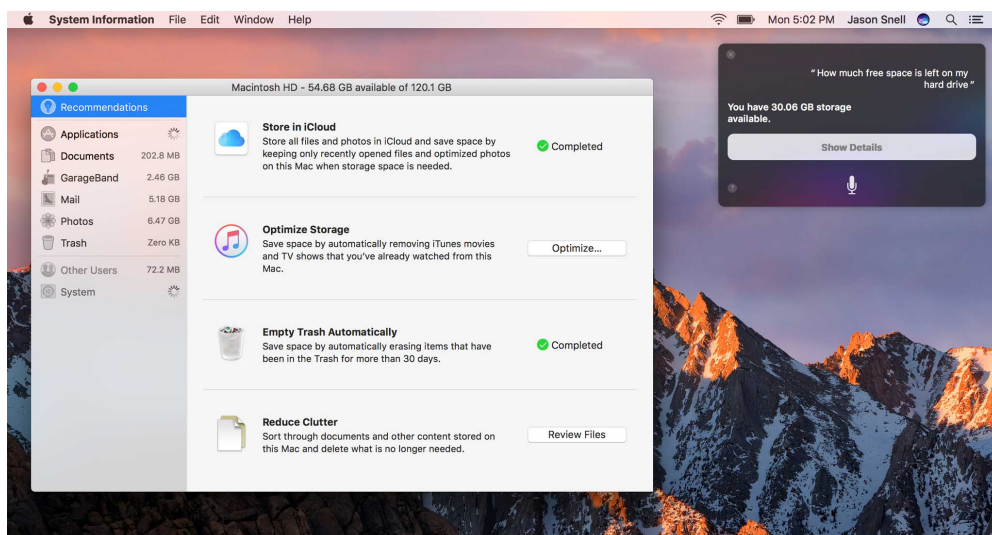 System Information File Edit Window Help
Mon 5:02 PM Jason Snell
Macintosh HD - 54.68 GB available of 120.1 GB
Recommendations
Applications
Documents 202.8 MB
GarageBand 2.46 GB
Mail 5.18 GB
Photos 6.47 GB
Trash Zero KB
Other Users 72.2 MB
System
Store in iCloud
Store all files and photos in iCloud and save space by
keeping only recently opened files and optimized photos
on this Mac when storage space is needed.
Completed
Optimize Storage
Save space by automatically removing iTunes movies
and TV shows that you've already watched from this
Mac.
Optimize...
Empty Trash Automatically
Save space by automatically erasing items that have
been in the Trash for more than 30 days.
Completed
Reduce Clutter
Sort through documents and other content stored on
this Mac and delete what is no longer needed.
Review Files
“How much free space is left on my
hard drive”
You have 30.06 GB storage
available.
Show Details
?